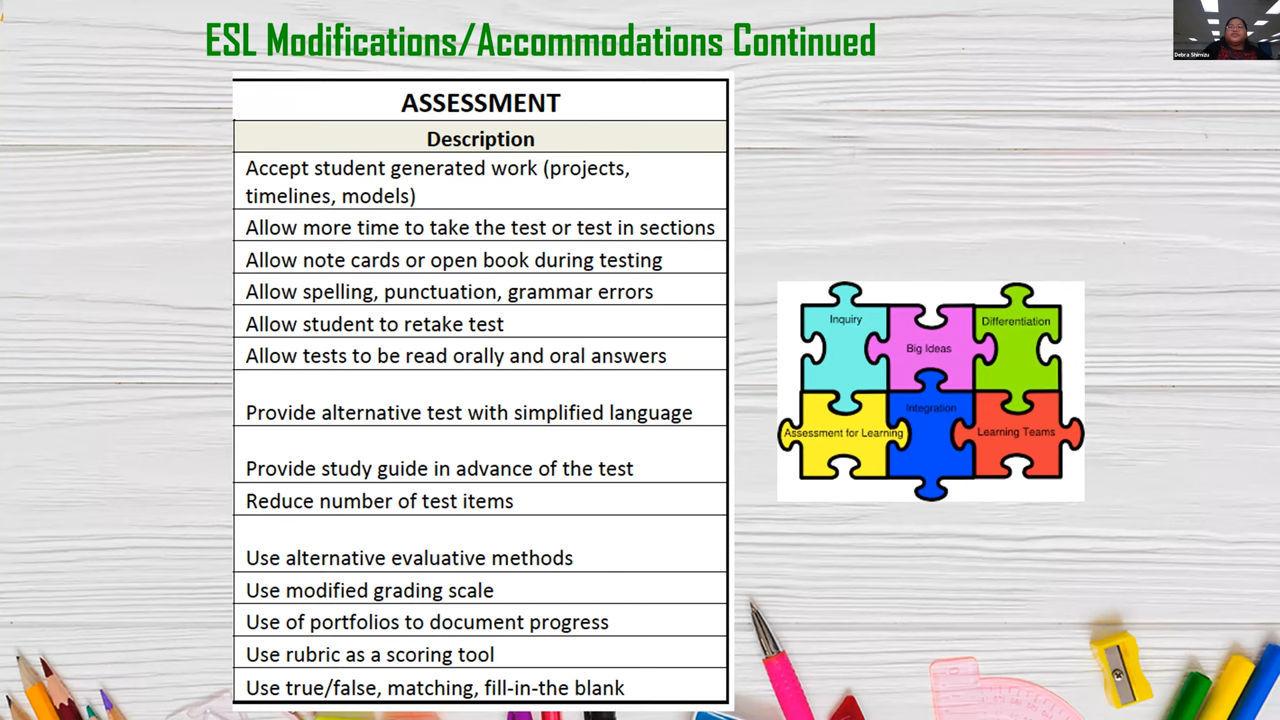 ESL Modifications/Accommodations Continued
Debra Shimizu
ASSESSMENT
Description
Accept student generated work (projects,
timelines, models)
Allow more time to take the test or test in sections
Allow note cards or open book during testing
Allow spelling, punctuation, grammar errors
Allow student to retake test
Allow tests to be read orally and oral answers
Provide alternative test with simplified language
Provide study guide in advance of the test
Reduce number of test items
Use alternative evaluative methods
Use modified grading scale
Use of portfolios to document progress
Use rubric as a scoring tool
Use true/false, matching, fill-in-the blank
Inquiry
Big Ideas
Differentiation
Assessment for Learning
Integration
Learning Teams